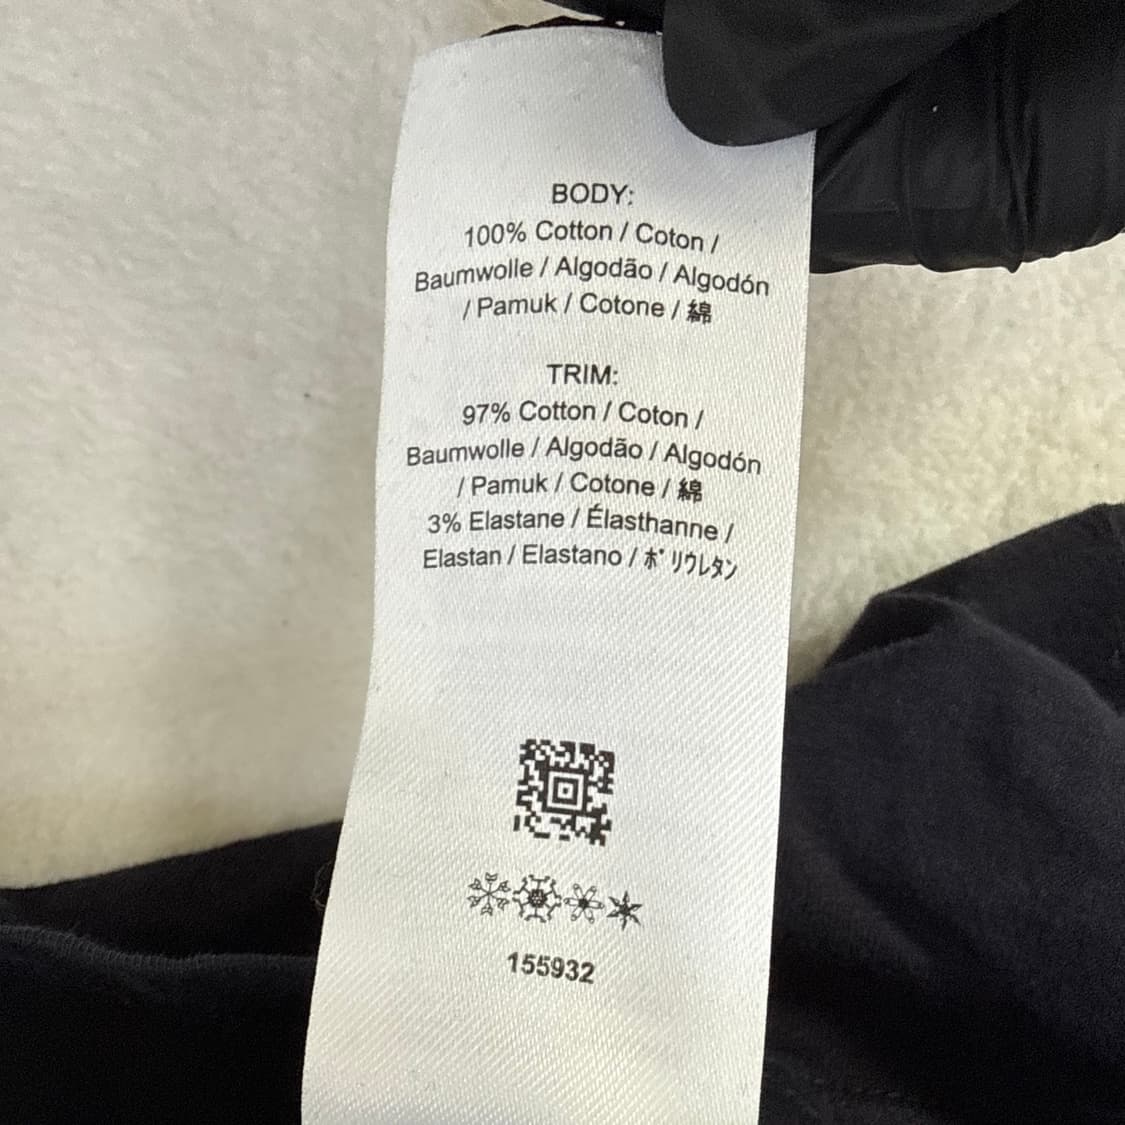 BODY:
100% Cotton / Coton /
Baumwolle / Algodão / Algodón
/ Pamuk / Cotone / 綿
TRIM:
97% Cotton / Coton /
Baumwolle / Algodão / Algodón
/ Pamuk / Cotone / 綿
3% Elastane / Élasthanne /
Elastan / Elastano / ポリウレタン
155932